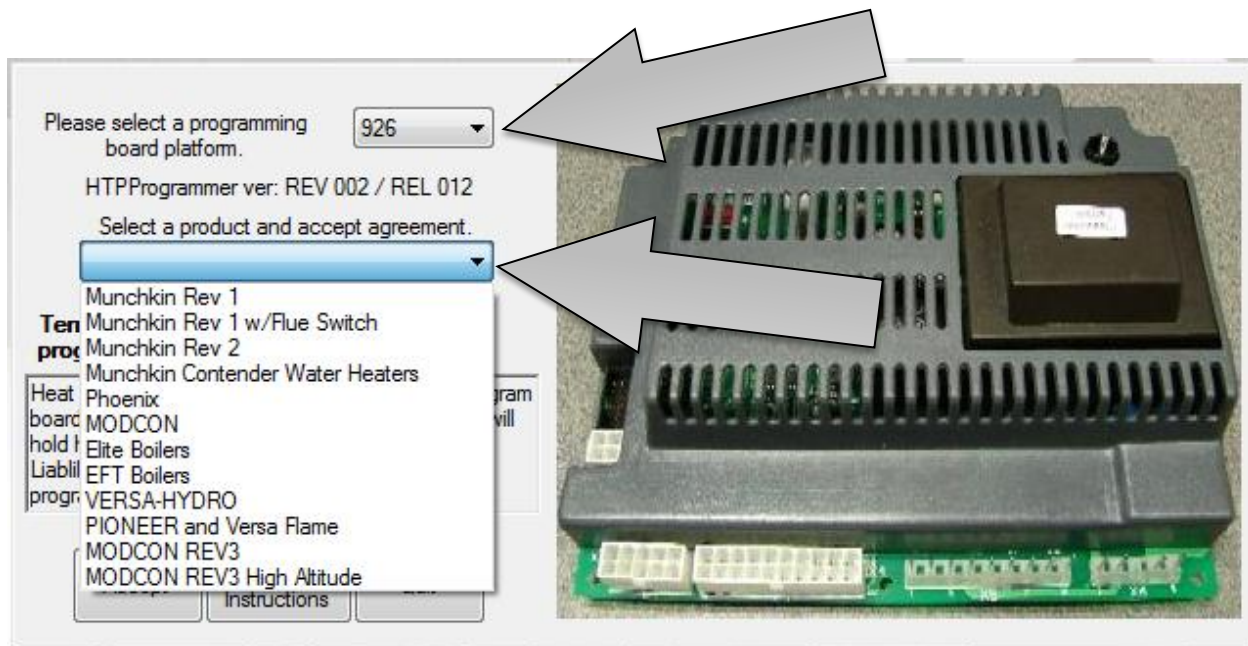 Please select a programming
board platform.
926
HTPProgrammer ver: REV 002 / REL 012
Select a product and accept agreement.
Munchkin Rev 1
Munchkin Rev 1 w/Flue Switch
Munchkin Rev 2
Munchkin Contender Water Heaters
Phoenix
MODCON
Elite Boilers
EFT Boilers
VERSA-HYDRO
PIONEER and Versa Flame
MODCON REV3
MODCON REV3 High Altitude
Heat
hold
Instructions